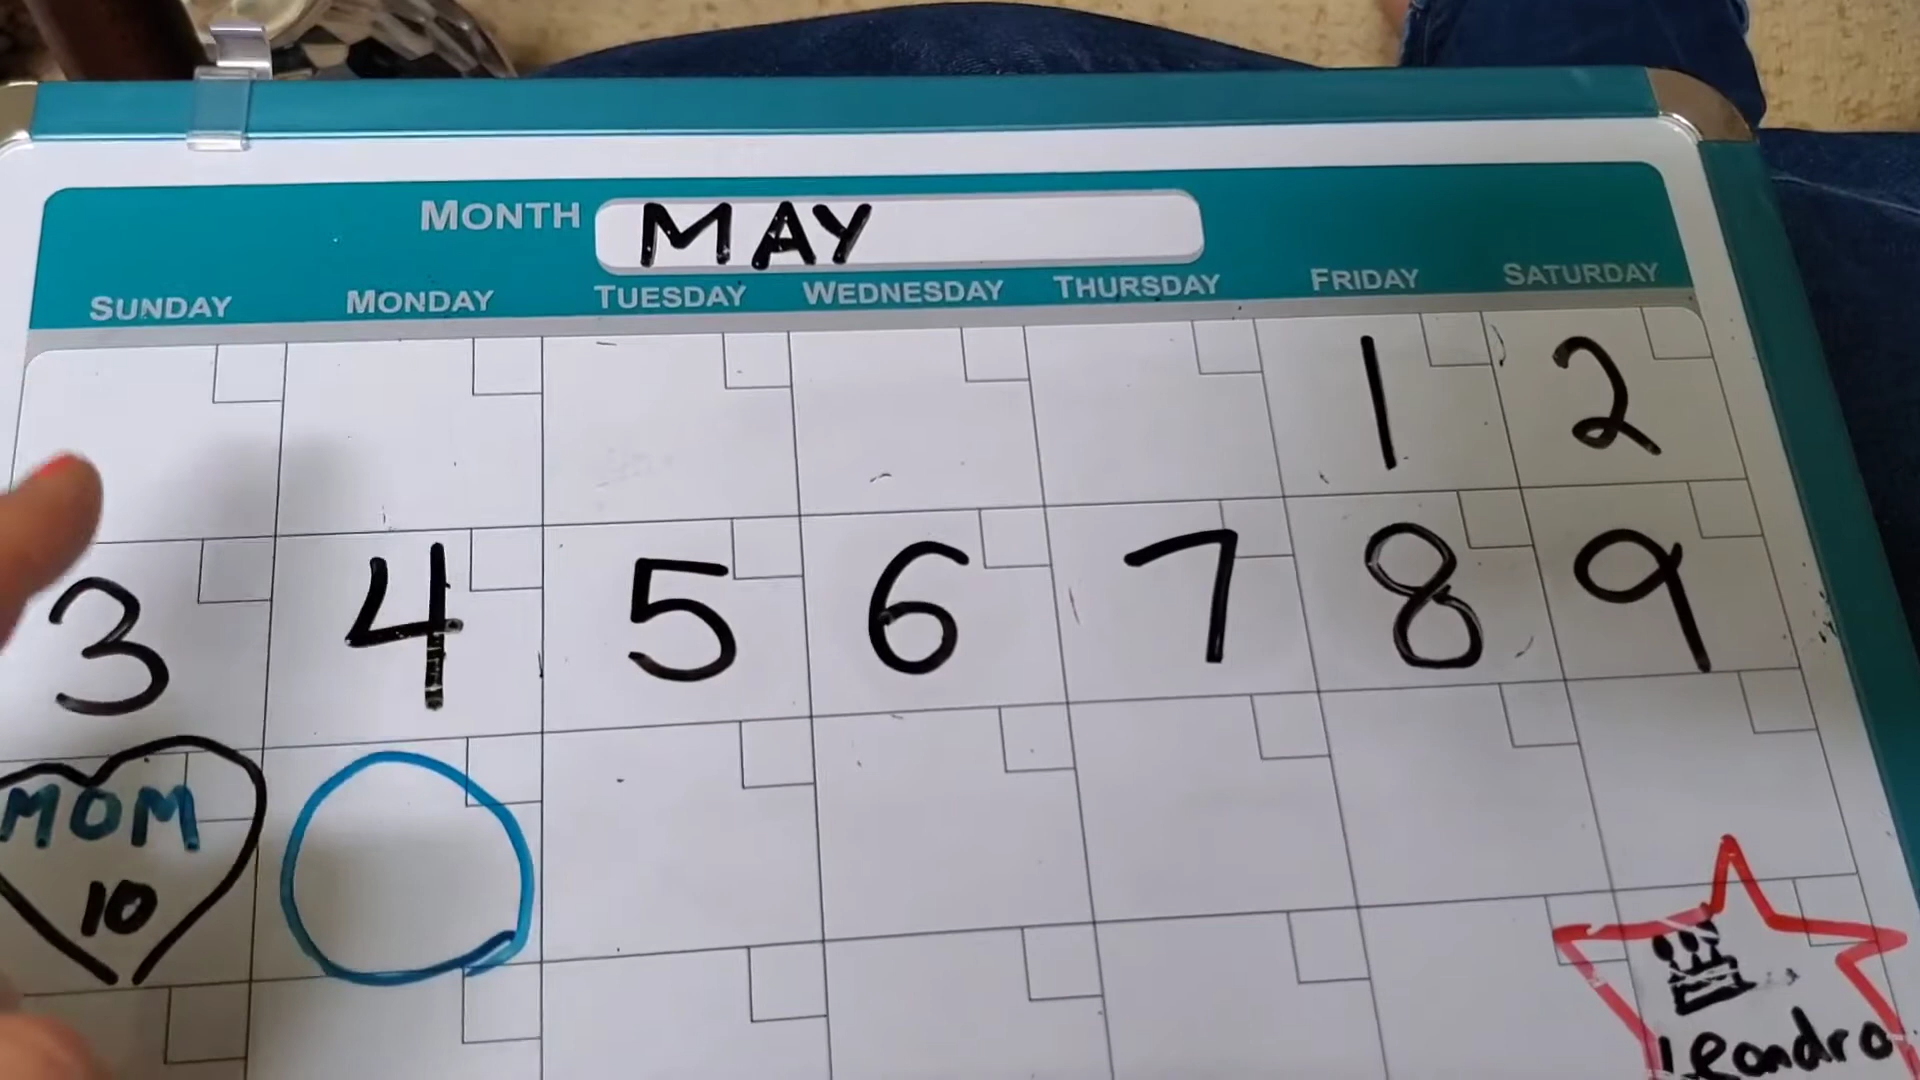 MONTH MAY
SUNDAY MONDAY TUESDAY WEDNESDAY THURSDAY FRIDAY SATURDAY
1 2
3 4 5 6 7 8 9
MOM
10
Leandro